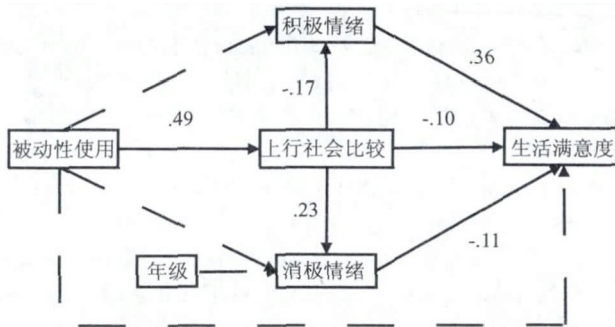 积极情绪
.36
-.17
.49
-.10
被动性使用
上行社会比较
生活满意度
.23
-.11
年级
消极情绪